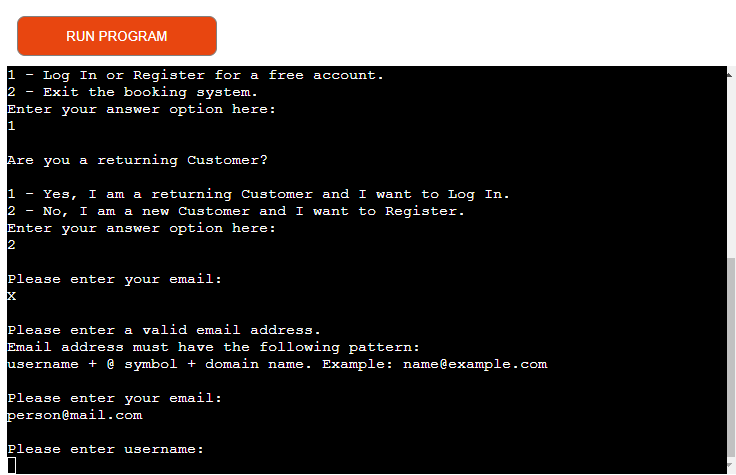 RUN PROGRAM
1 - Log In or Register for a free account.
2 - Exit the booking system.
Enter your answer option here:
1
Are you a returning Customer?
1 - Yes, I am a returning Customer and I want to Log In.
2 - No, I am a new Customer and I want to Register.
Enter your answer option here:
2
Please enter your email:
X
Please enter a valid email address.
Email address must have the following pattern:
username + @ symbol + domain name. Example: name@example.com
Please enter your email:
person@mail.com
Please enter username: